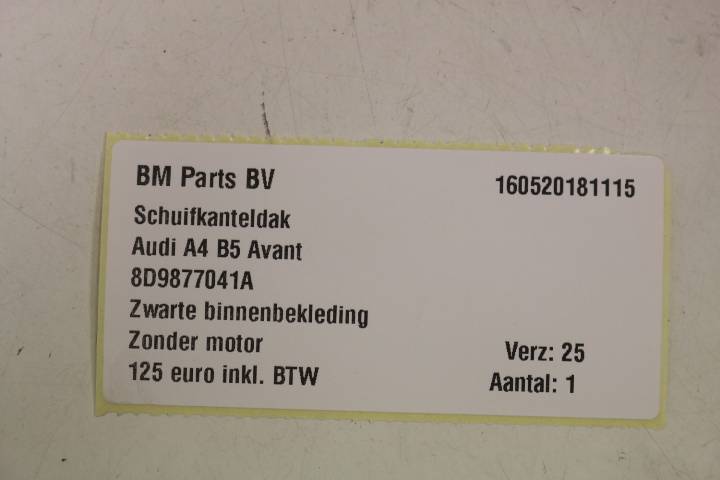 BM Parts BV 160520181115
Schuifkanteldak
Audi A4 B5 Avant
8D9877041A
Zwarte binnenbekleding
Zonder motor Verz: 25
125 euro inkl. BTW Aantal: 1